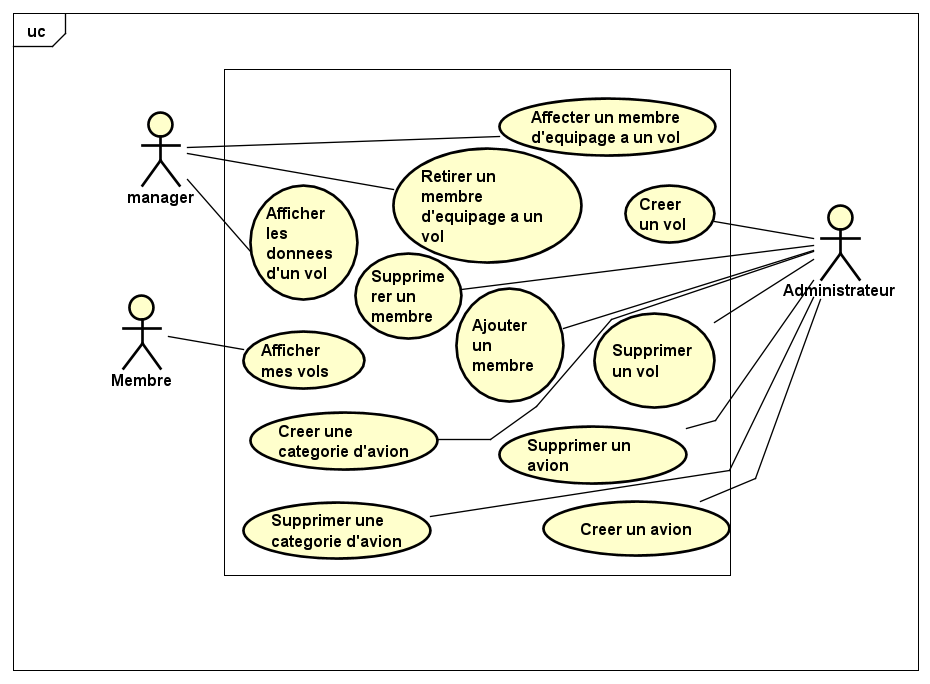 uc
Affecter un membre
d'equipage a un vol
manager
Retirer un
membre
d'equipage a un
vol
Afficher
les
donnees
d'un vol
Creer
un vol
Administrateur
Supprime
rer un
membre
Ajouter
un
membre
Supprimer
un vol
Membre
Afficher
mes vols
Creer une
categorie d'avion
Supprimer un
avion
Supprimer une
categorie d'avion
Creer un avion